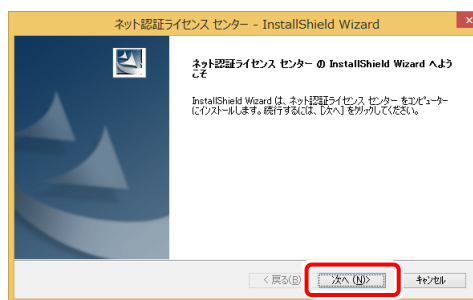 ネット認証ライセンス センター - InstallShield Wizard
ネット認証ライセンス センター の InstallShield Wizard へよう
こそ
InstallShield Wizard は、ネット認証ライセンス センター をコンピューター
にインストールします。続行するには、[次へ] をクリックしてください。
< 戻る(B)
次へ (N)>
キャンセル